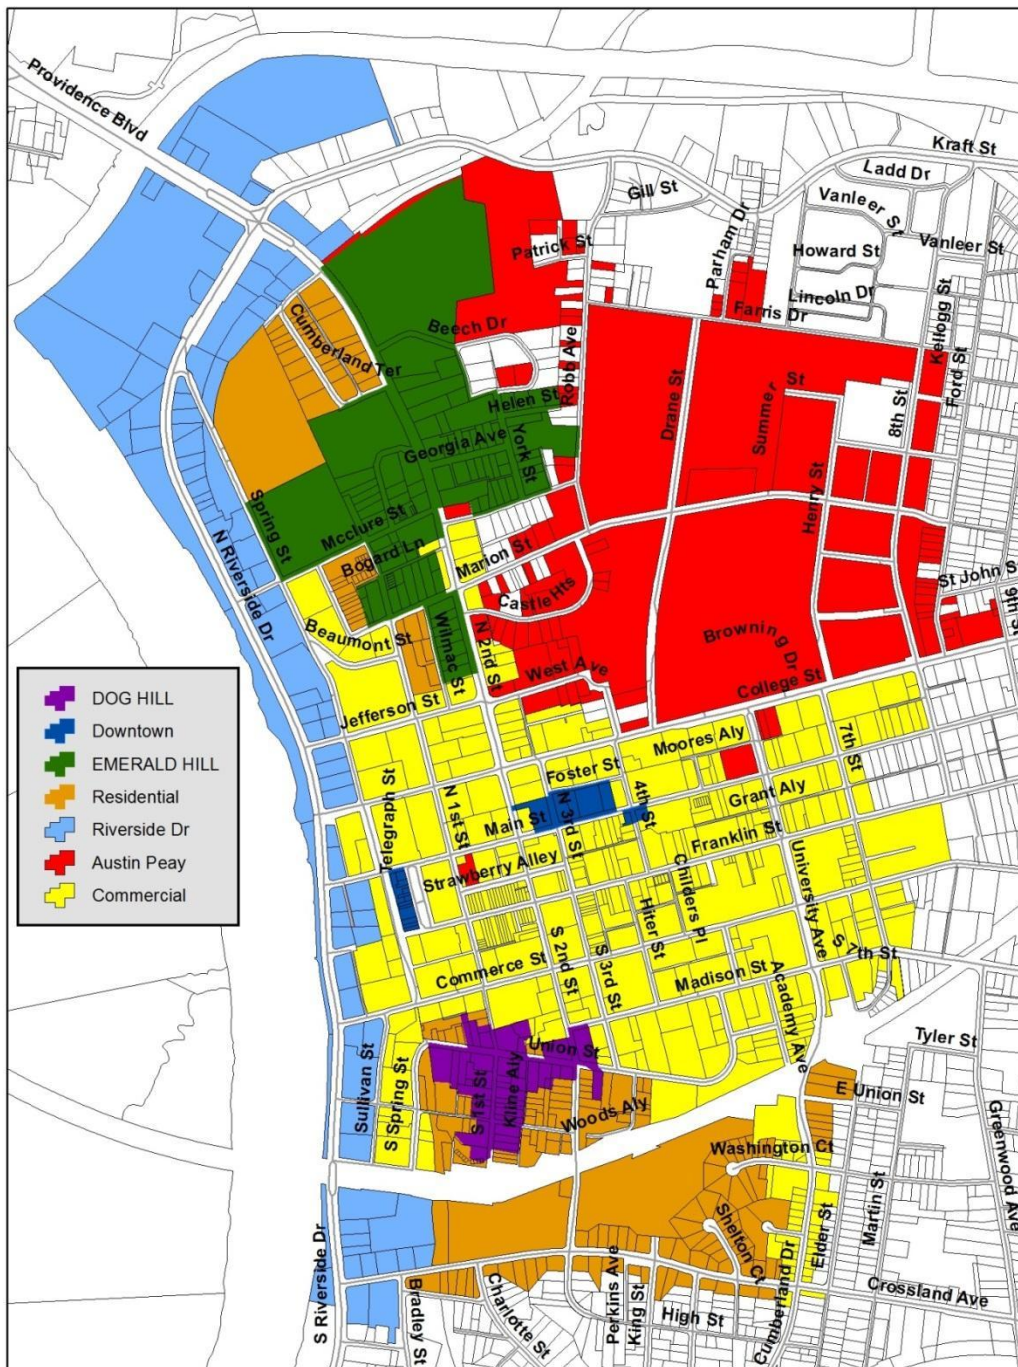 Providence Blvd
Kraft St
Ladd Dr
Gill St
Vanleer St
Parham Dr
Patrick St
Howard St
Vanleer St
Lincoln Dr
Farris Dr
Kellogg St
Cumberland Ter
Beech Dr
Robb Ave
Ford St
Drane St
Summer St
8th St
Helen St
Georgia Ave
York St
Henry St
Spring St
Mcclure St
N Riverside Dr
Bogard Ln
Marion St
Castle Hts
St John St
9th St
Beaumont St
Wilmac St
N 2nd St
Browning Dr
West Ave
College St
Jefferson St
DOG HILL
Downtown
EMERALD HILL
Residential
Riverside Dr
Austin Peay
Commercial
Moores Aly
7th St
Foster St
Telegraph St
N 1st St
Main St
N 3rd St
4th St
Grant Aly
Franklin St
Strawberry Alley
Childers Pl
University Ave
Hiter St
S 2nd St
S 3rd St
S 7th St
Commerce St
Madison St
Academy Ave
Tyler St
Union St
Sullivan St
S Spring St
S 1st St
Kline Aly
Woods Aly
E Union St
Greenwood Ave
Washington Ct
Martin St
Elder St
Shelton Ct
S Riverside Dr
Cumberland Dr
Crossland Ave
Bradley St
Charlotte St
Perkins Ave
King St
High St